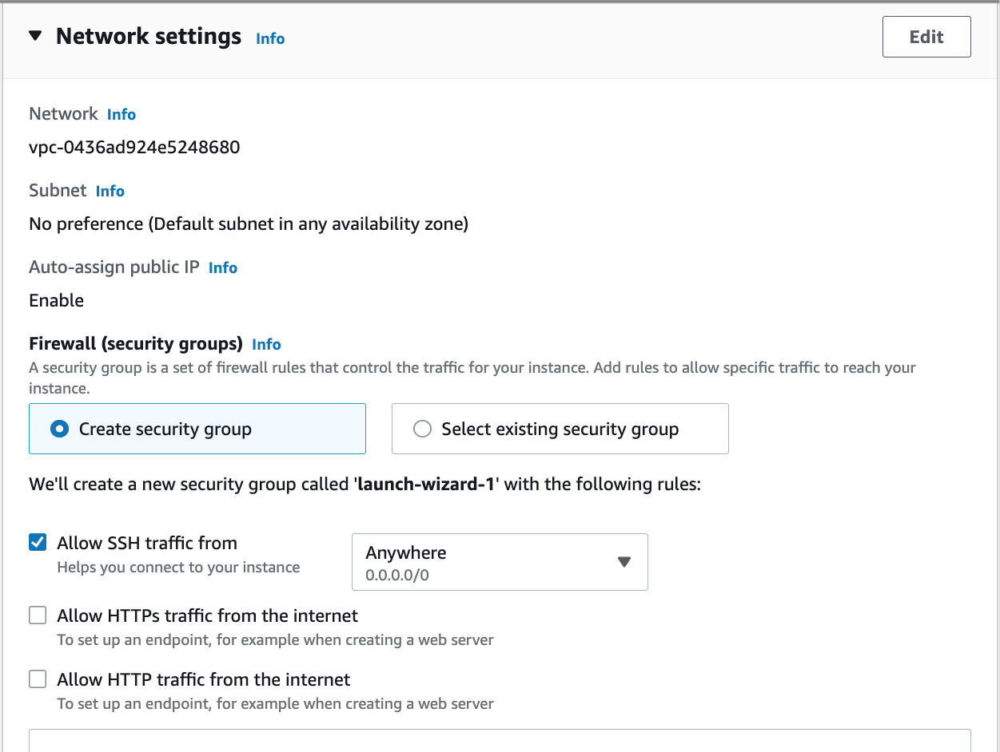 Network settings Info
Edit
Network Info
vpc-0436ad924e5248680
Subnet Info
No preference (Default subnet in any availability zone)
Auto-assign public IP Info
Enable
Firewall (security groups) Info
A security group is a set of firewall rules that control the traffic for your instance. Add rules to allow specific traffic to reach your
instance.
Create security group
Select existing security group
We'll create a new security group called 'launch-wizard-1' with the following rules:
Allow SSH traffic from
Helps you connect to your instance
Anywhere
0.0.0.0/0
Allow HTTPs traffic from the internet
To set up an endpoint, for example when creating a web server
Allow HTTP traffic from the internet
To set up an endpoint, for example when creating a web server